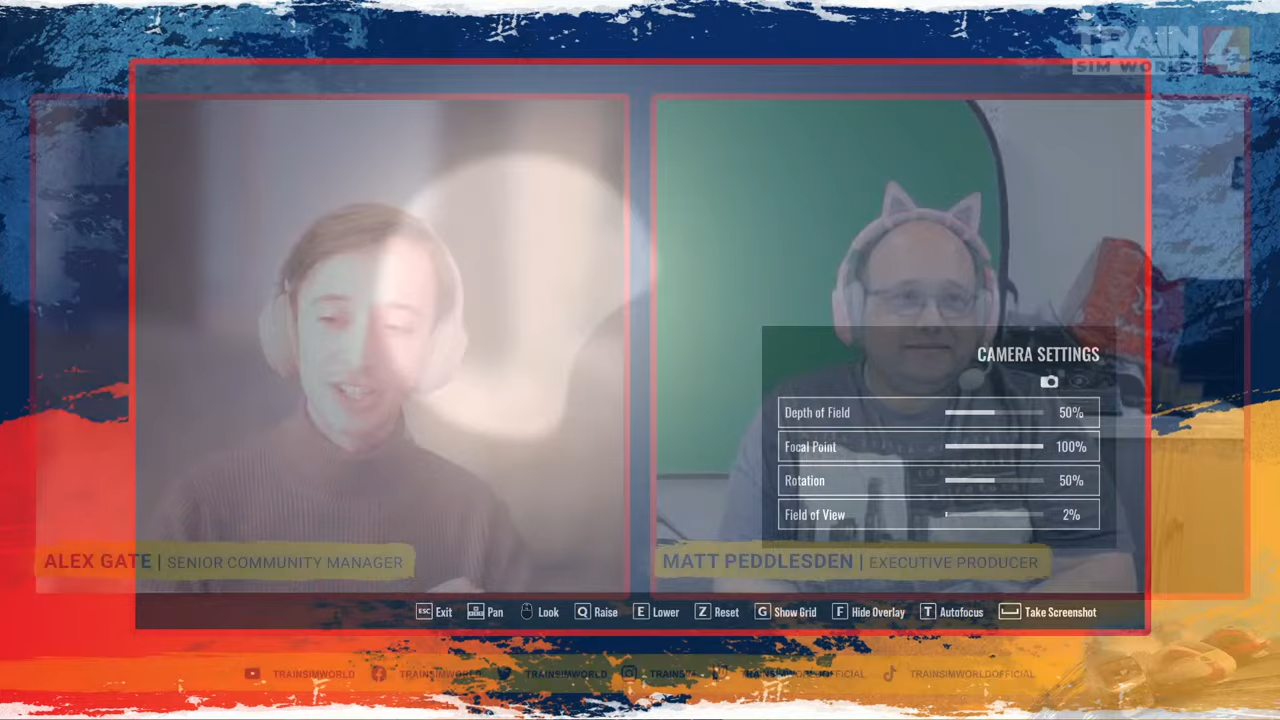 TRAIN 4
SIM WORLD
CAMERA SETTINGS
Depth of Field 50%
Focal Point 100%
Rotation 50%
Field of View 2%
ALEX GATE | SENIOR COMMUNITY MANAGER
MATT PEDDLESDEN | EXECUTIVE PRODUCER
ESC Exit Pan Look Q Raise E Lower Z Reset G Show Grid F Hide Overlay T Autofocus Take Screenshot
TRAINSIMWORLD TRAINSIMWORLD TRAINSIMWORLD TRAINSIMWORLDOFFICIAL